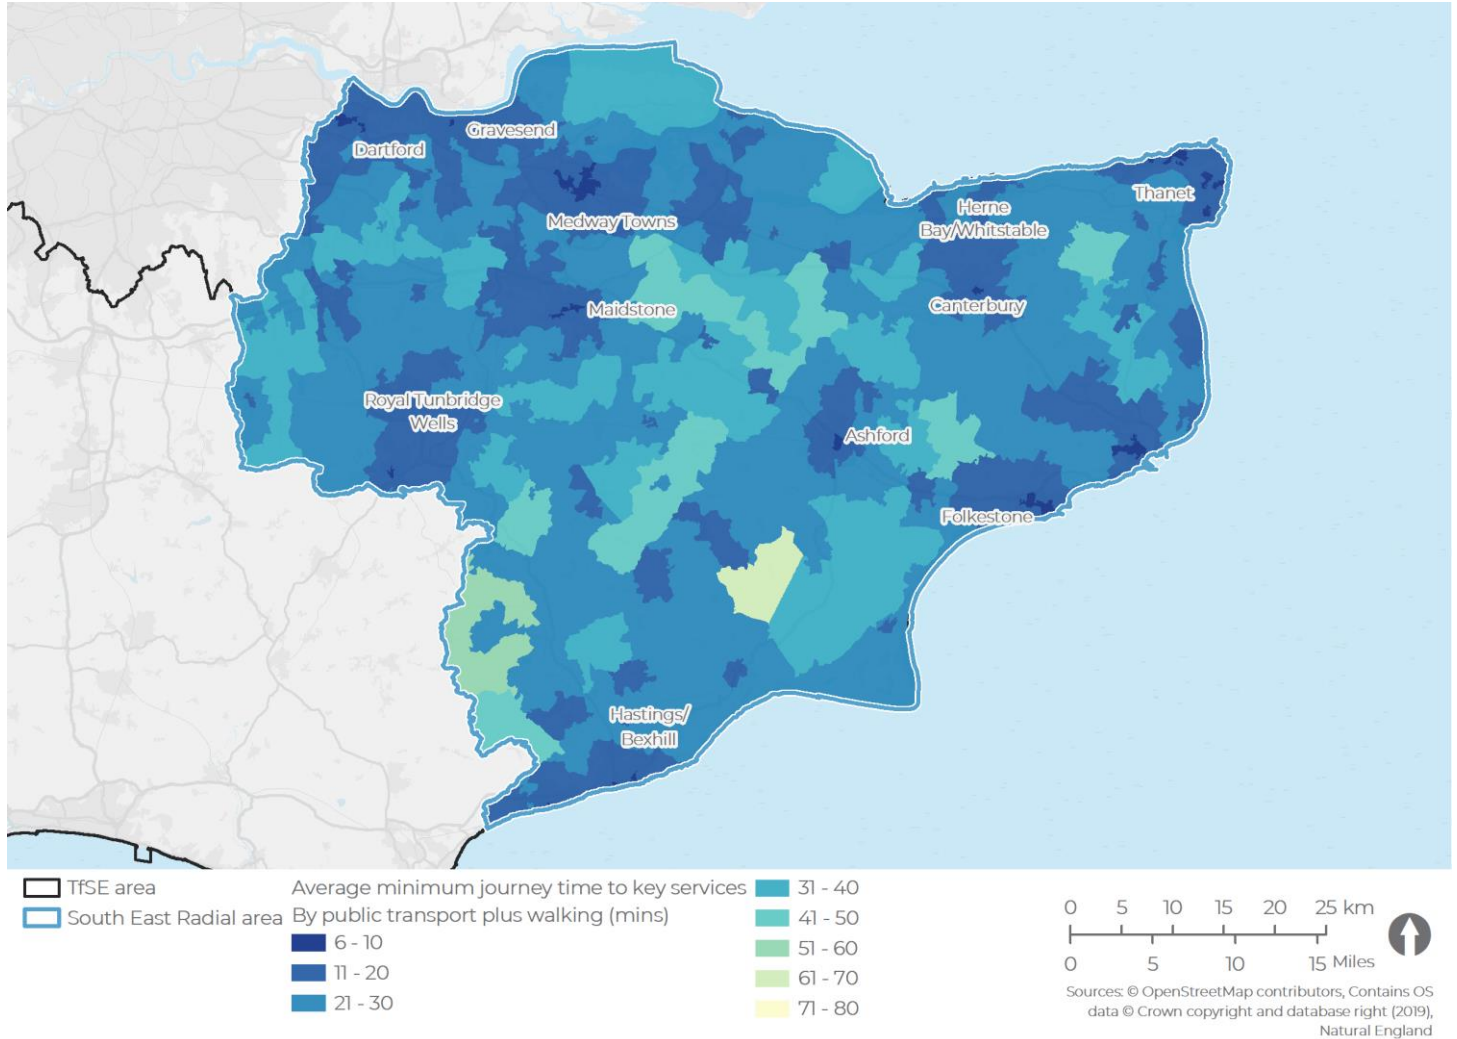 Gravesend
Dartford
Thanet
Herne
Bay/Whitstable
Medway Towns
Maidstone
Canterbury
Royal Tunbridge
Wells
Ashford
Folkestone
Hastings/
Bexhill
TfSE area
South East Radial area
Average minimum journey time to key services
By public transport plus walking (mins)
6 - 10
11 - 20
21 - 30
31 - 40
41 - 50
51 - 60
61 - 70
71 - 80
0 5 10 15 20 25 km
0 5 10 15 Miles
Sources: © OpenStreetMap contributors, Contains OS
data © Crown copyright and database right (2019),
Natural England